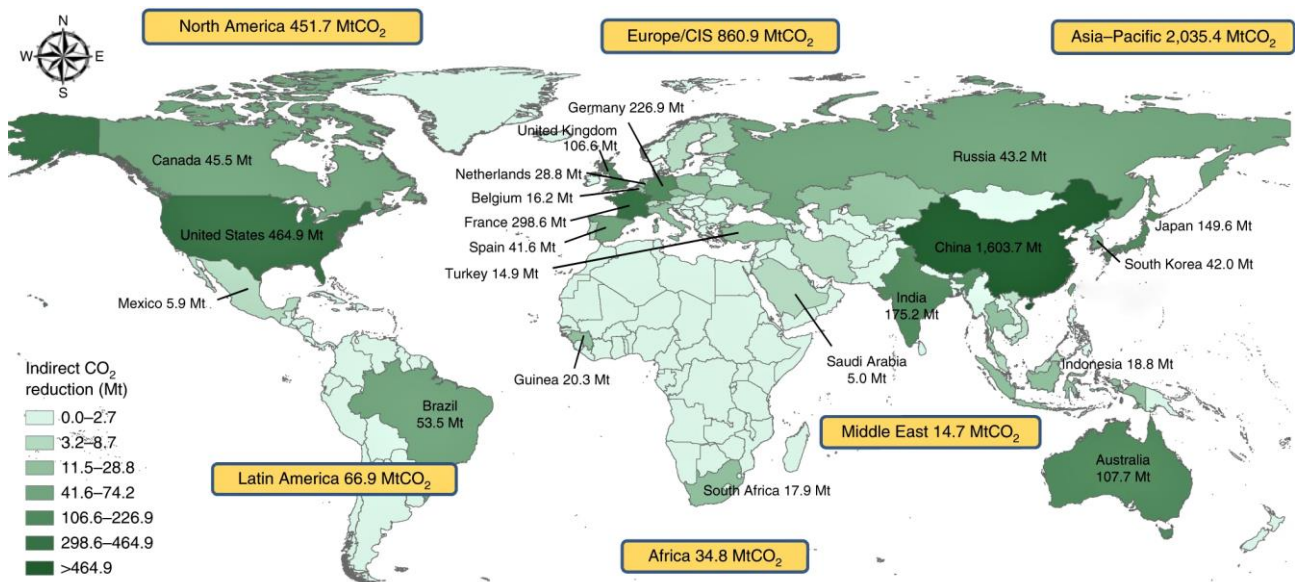 North America 451.7 MtCO₂
Europe/CIS 860.9 MtCO₂
Asia–Pacific 2,035.4 MtCO₂
N
W
E
S
Germany 226.9 Mt
United Kingdom
106.6 Mt
Canada 45.5 Mt
Russia 43.2 Mt
Netherlands 28.8 Mt
Belgium 16.2 Mt
France 298.6 Mt
Japan 149.6 Mt
United States 464.9 Mt
Spain 41.6 Mt
China 1,603.7 Mt
South Korea 42.0 Mt
Turkey 14.9 Mt
Mexico 5.9 Mt
India
175.2 Mt
Saudi Arabia
5.0 Mt
Indonesia 18.8 Mt
Guinea 20.3 Mt
Brazil
53.5 Mt
Middle East 14.7 MtCO₂
Australia
107.7 Mt
Latin America 66.9 MtCO₂
South Africa 17.9 Mt
Africa 34.8 MtCO₂
Indirect CO₂
reduction (Mt)
0.0–2.7
3.2–8.7
11.5–28.8
41.6–74.2
106.6–226.9
298.6–464.9
>464.9